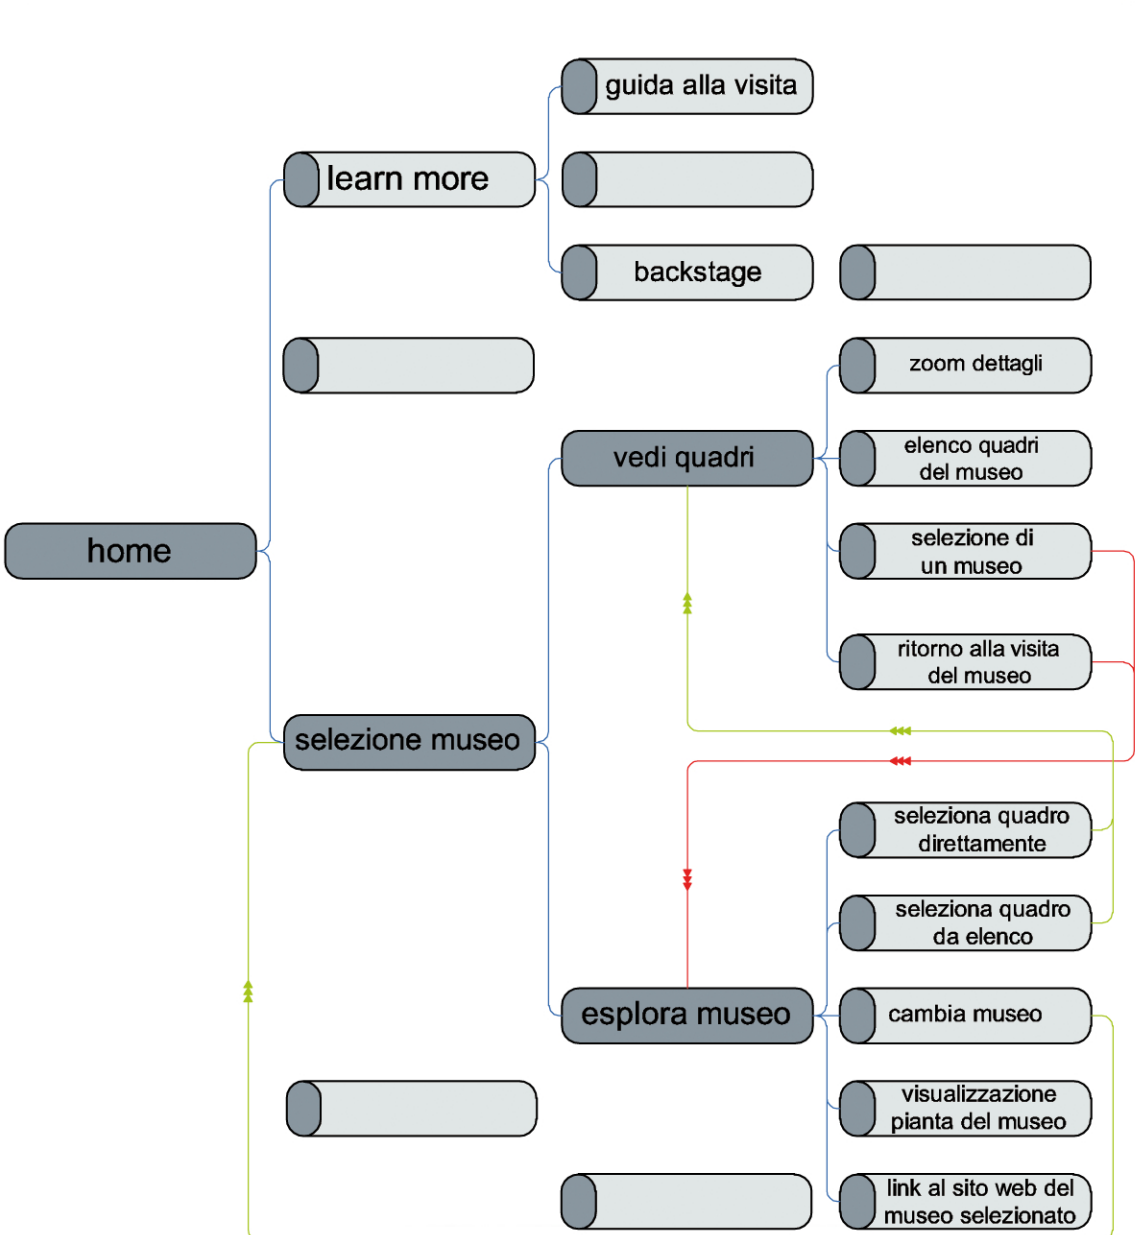 guida alla visita
learn more
backstage
zoom dettagli
vedi quadri
elenco quadri
del museo
home
selezione di
un museo
ritorno alla visita
del museo
selezione museo
seleziona quadro
direttamente
seleziona quadro
da elenco
esplora museo
cambia museo
visualizzazione
pianta del museo
link al sito web del
museo selezionato